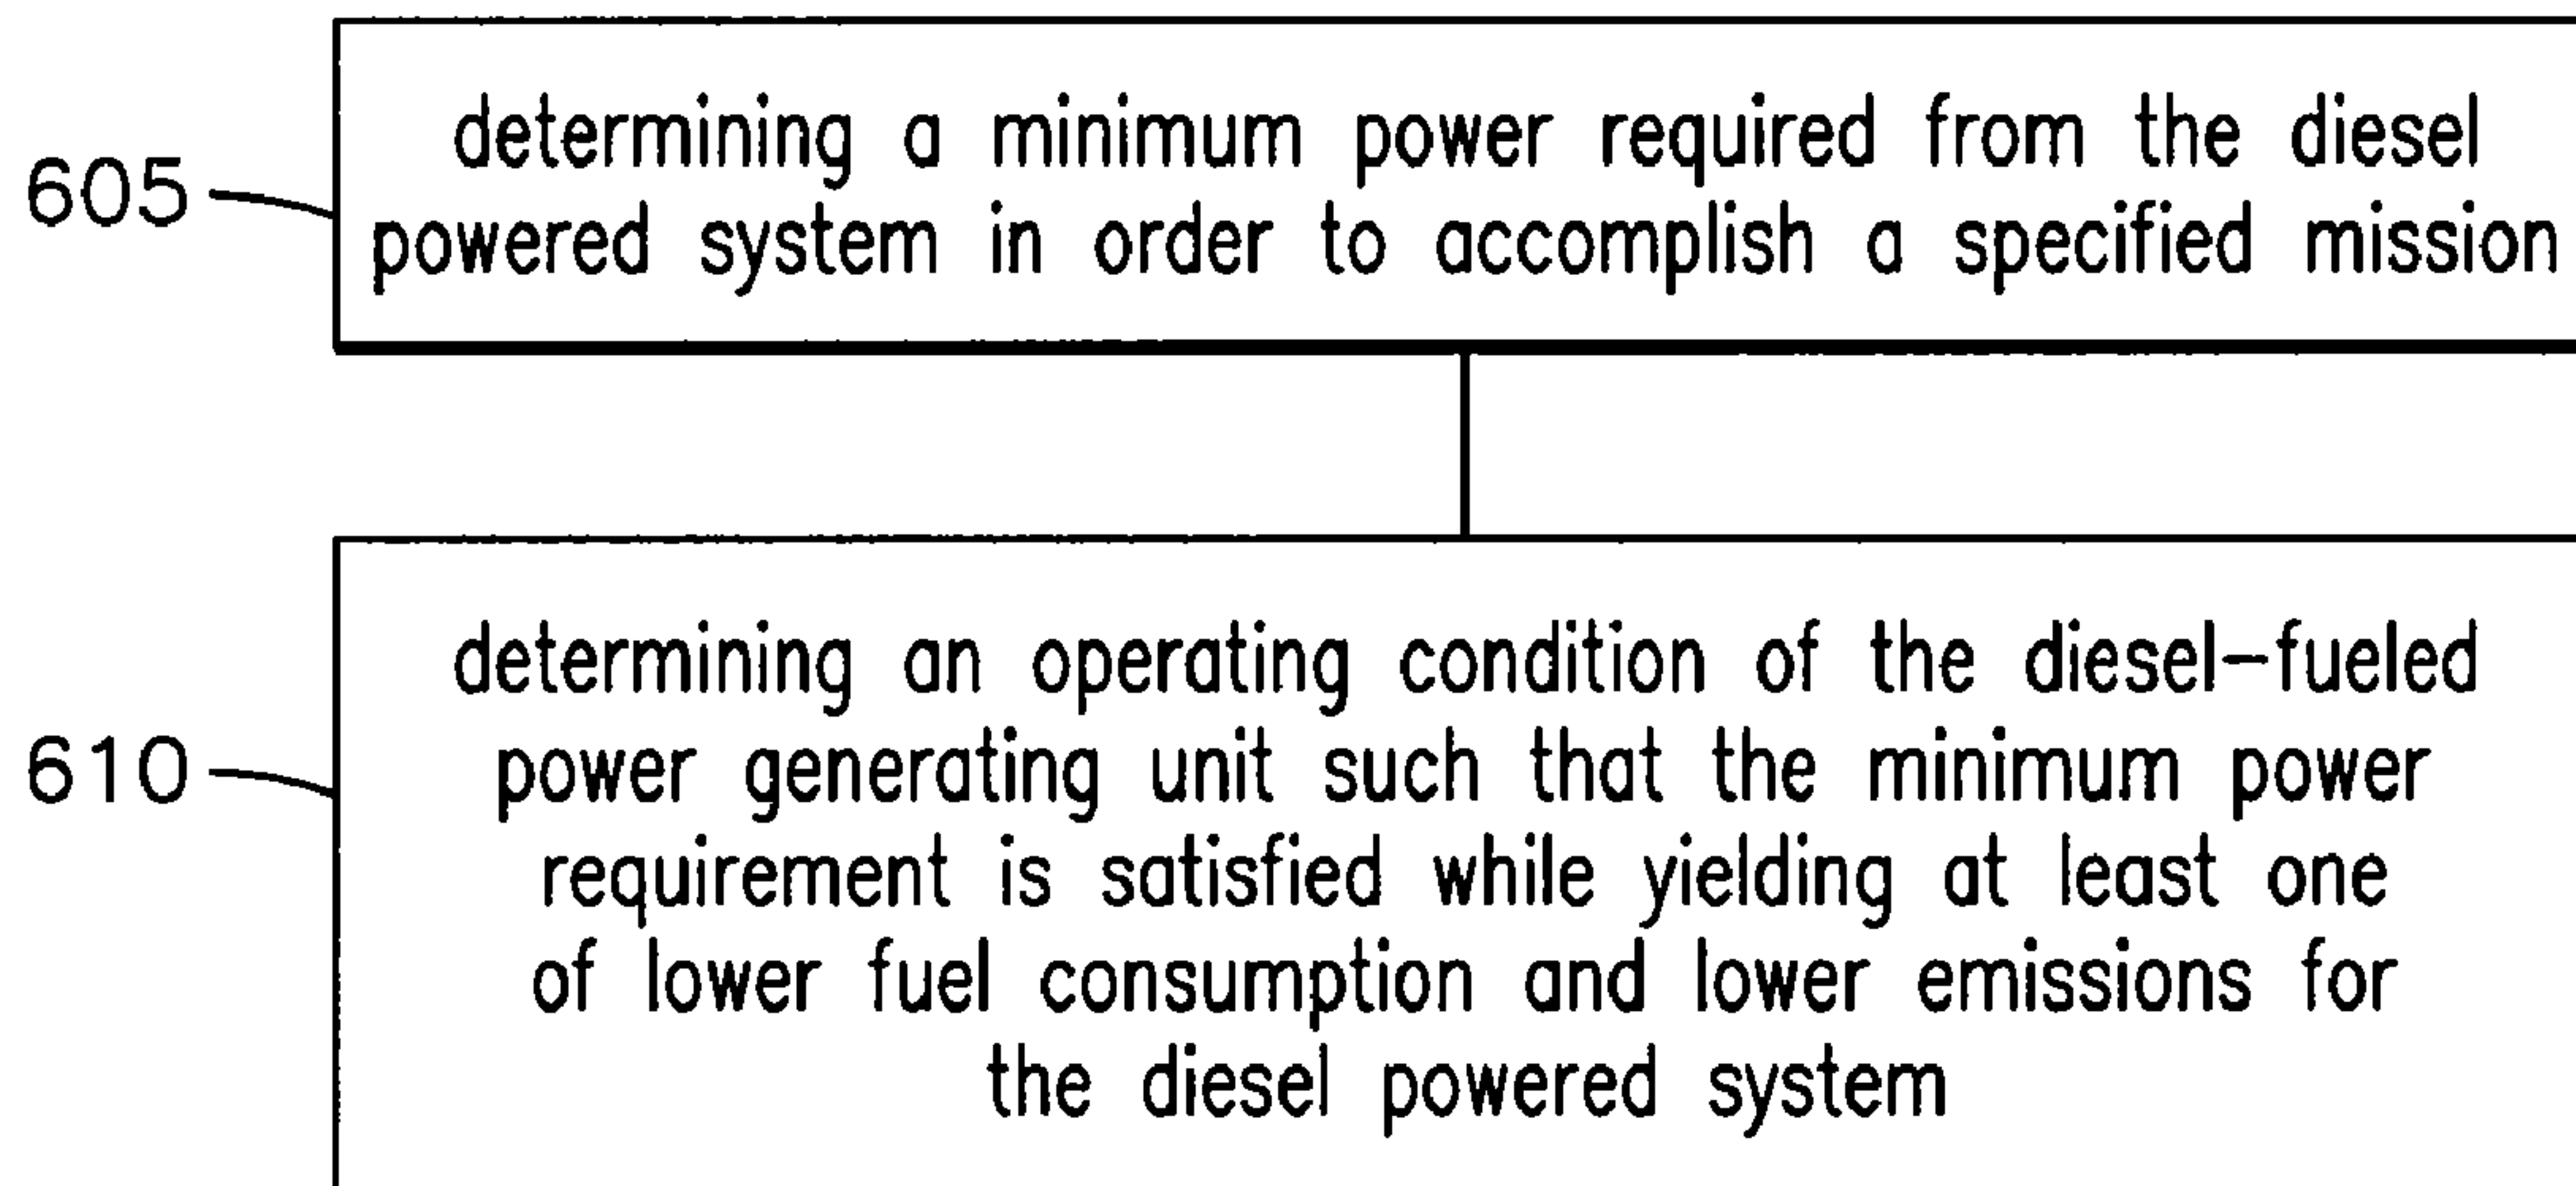 determining a minimum power required from the diesel
605
powered system in order to accomplish a specified mission
determining an operating condition of the diesel-fueled
610
power generating unit such that the minimum power
requirement is satisfied while yielding at least one
of lower fuel consumption and lower emissions for
the diesel powered system